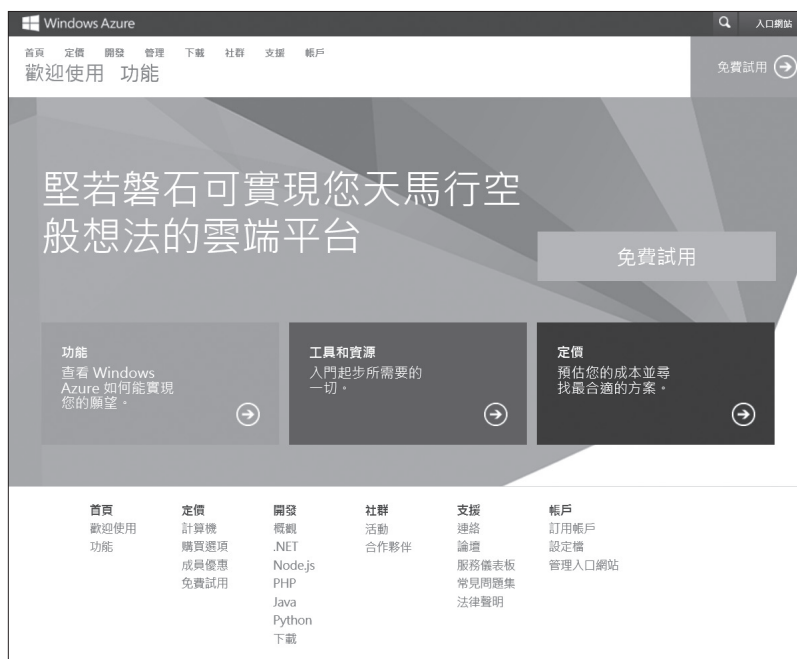 Windows Azure
入口網站
首頁 定價 開發 管理 下載 社群 支援 帳戶
歡迎使用 功能
免費試用
堅若磐石可實現您天馬行空
般想法的雲端平台
免費試用
功能
查看 Windows
Azure 如何能實現
您的願望。
工具和資源
入門起步所需要的
一切。
定價
預估您的成本並尋
找最合適的方案。
首頁
歡迎使用
功能
定價
計算機
購買選項
成員優惠
免費試用
開發
概觀
.NET
Node.js
PHP
Java
Python
下載
社群
活動
合作夥伴
支援
連絡
論壇
服務儀表板
常見問題集
法律聲明
帳戶
訂用帳戶
設定檔
管理入口網站